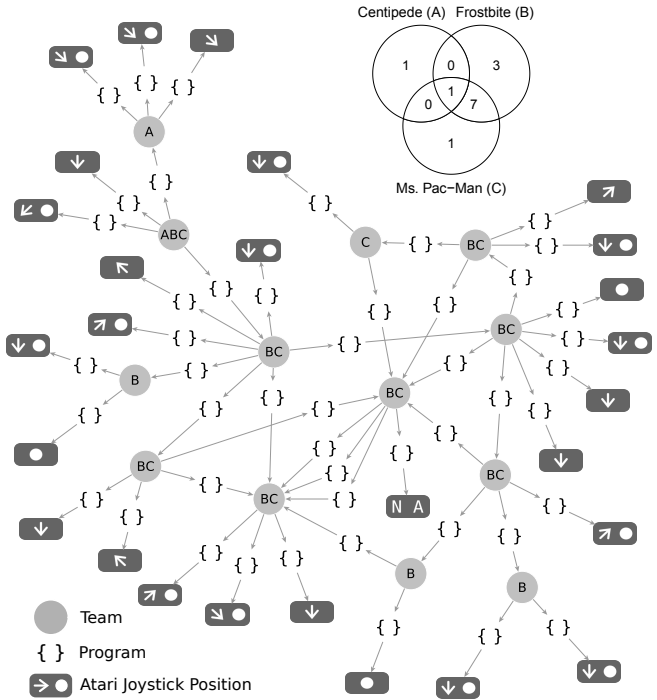 Centipede (A) Frostbite (B)
1 0 3
1
0 7
1
Ms. Pac−Man (C)
{ }
{ } { }
A
{ }
{ }
{ }
ABC
{ }
{ }
C
{ }
BC
{ }
{ }
{ }
{ }
{ }
{ }
{ }
{ }
{ }
{ }
BC
{ }
BC
{ }
{ }
{ }
B
{ }
{ }
BC
{ }
{ }
{ }
{ }
{ }
{ }
{ }
{ }
{ }
BC
{ }
{ }
BC
{ }
{ }
{ }
BC
N A
{ }
{ }
{ }
{ }
{ }
{ }
{ }
{ }
B
B
{ }
{ }
{ }
Team
{ } Program
Atari Joystick Position